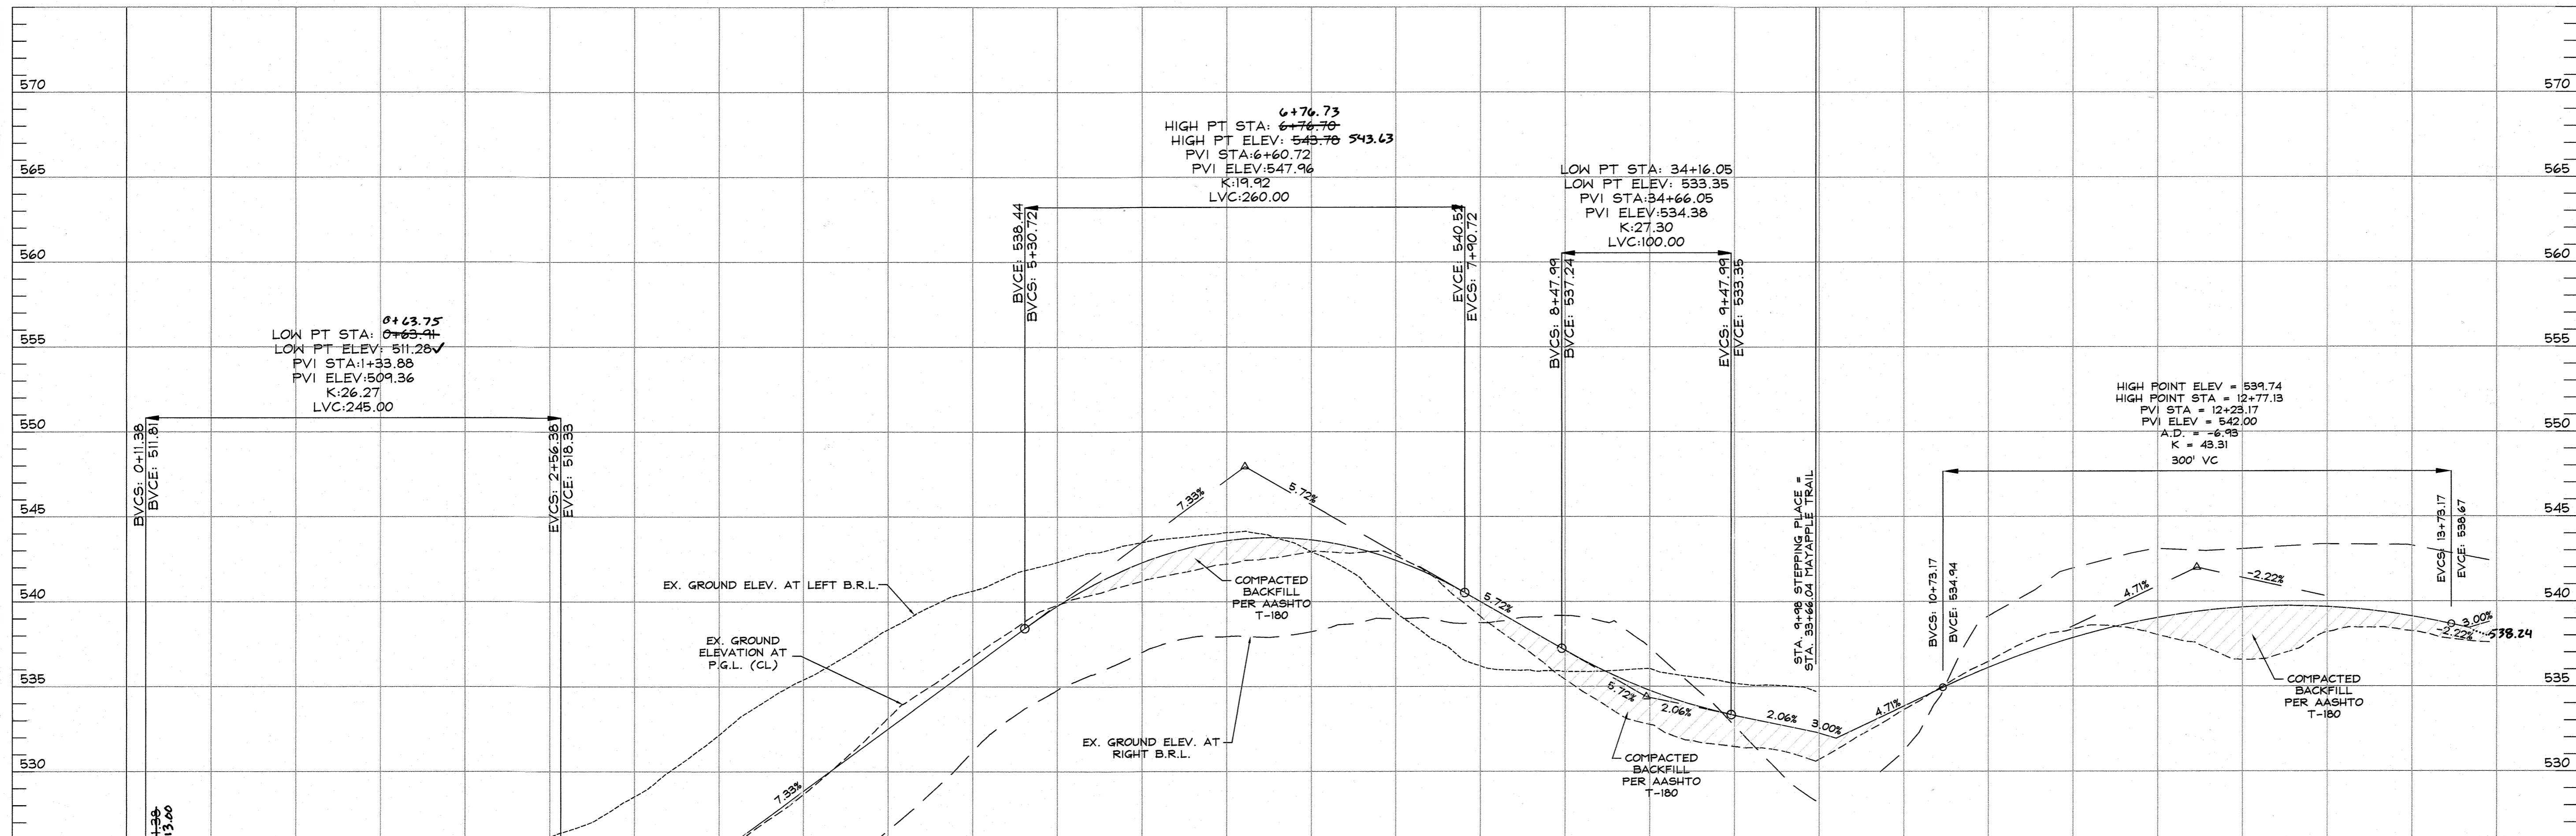 570
565
560
555
550
545
540
535
530
0+63.75
LOW PT STA: 0+63.91
LOW PT ELEV: 511.28✓
PVI STA:1+33.88
PVI ELEV:509.36
K:26.27
LVC:245.00
BVCS: 0+11.38
BVCE: 511.81
EVCS: 2+56.38
EVCE: 518.33
13.00
6+76.73
HIGH PT STA: 6+76.70
HIGH PT ELEV: 543.78 543.63
PVI STA:6+60.72
PVI ELEV:547.96
K:19.92
LVC:260.00
BVCE: 538.44
BVCS: 5+30.72
EVCE: 540.52
EVCS: 7+90.72
LOW PT STA: 34+16.05
LOW PT ELEV: 533.35
PVI STA:34+66.05
PVI ELEV:534.38
K:27.30
LVC:100.00
BVCS: 8+47.99
BVCE: 537.24
EVCS: 9+47.99
EVCE: 533.35
STA. 9+98 STEPPING PLACE =
STA. 33+66.04 MAYAPPLE TRAIL
HIGH POINT ELEV = 539.74
HIGH POINT STA = 12+77.13
PVI STA = 12+23.17
PVI ELEV = 542.00
A.D. = -6.93
K = 43.31
300' VC
BVCS: 10+73.17
BVCE: 534.94
EVCS: 13+73.17
EVCE: 538.67
7.33%
5.72%
5.72%
5.72%
2.06%
2.06%
3.00%
4.71%
4.71%
-2.22%
3.00%
-2.22%
538.24
7.33%
EX. GROUND ELEV. AT LEFT B.R.L.
EX. GROUND
ELEVATION AT
P.G.L. (CL)
EX. GROUND ELEV. AT
RIGHT B.R.L.
COMPACTED
BACKFILL
PER AASHTO
T-180
COMPACTED
BACKFILL
PER AASHTO
T-180
COMPACTED
BACKFILL
PER AASHTO
T-180
570
565
560
555
550
545
540
535
530